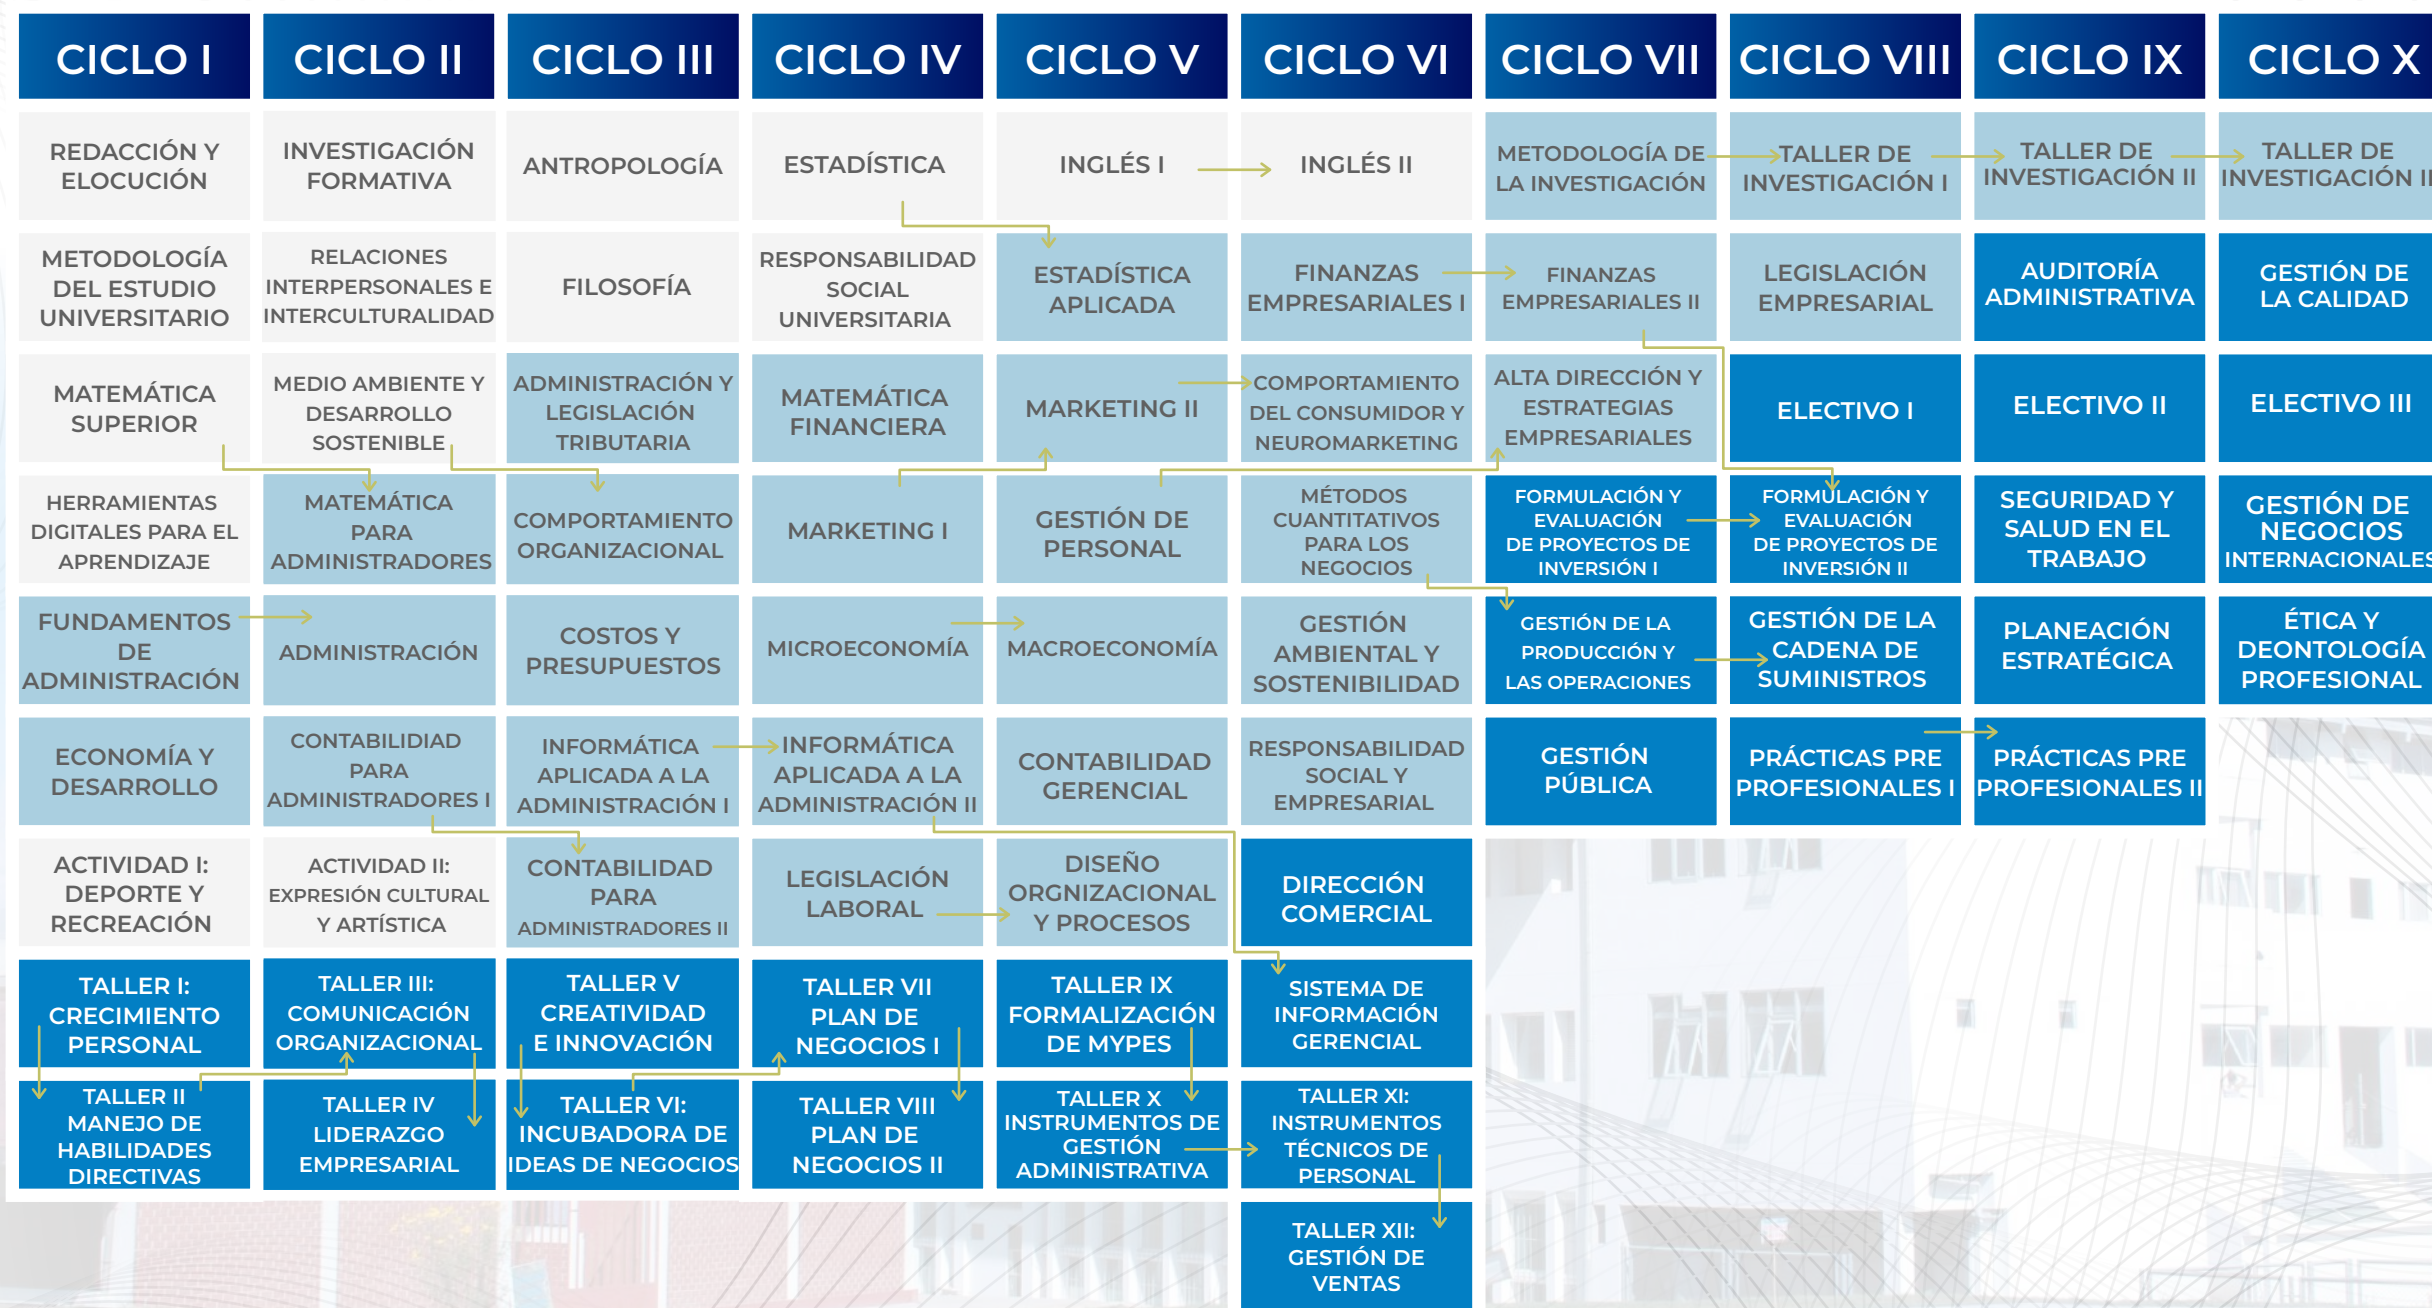 CICLO I
REDACCIÓN Y
ELOCUCIÓN
METODOLOGÍA
DEL ESTUDIO
UNIVERSITARIO
MATEMÁTICA
SUPERIOR
HERRAMIENTAS
DIGITALES PARA EL
APRENDIZAJE
FUNDAMENTOS
DE
ADMINISTRACIÓN
ECONOMÍA Y
DESARROLLO
ACTIVIDAD I:
DEPORTE Y
RECREACIÓN
TALLER I:
CRECIMIENTO
PERSONAL
TALLER II
MANEJO DE
HABILIDADES
DIRECTIVAS
CICLO II
INVESTIGACIÓN
FORMATIVA
RELACIONES
INTERPERSONALES E
INTERCULTURALIDAD
MEDIO AMBIENTE Y
DESARROLLO
SOSTENIBLE
MATEMÁTICA
PARA
ADMINISTRADORES
ADMINISTRACIÓN
CONTABILIDIAD
PARA
ADMINISTRADORES I
ACTIVIDAD II:
EXPRESIÓN CULTURAL
Y ARTÍSTICA
TALLER III:
COMUNICACIÓN
ORGANIZACIONAL
TALLER IV
LIDERAZGO
EMPRESARIAL
CICLO III
ANTROPOLOGÍA
FILOSOFÍA
ADMINISTRACIÓN Y
LEGISLACIÓN
TRIBUTARIA
COMPORTAMIENTO
ORGANIZACIONAL
COSTOS Y
PRESUPUESTOS
INFORMÁTICA
APLICADA A LA
ADMINISTRACIÓN I
CONTABILIDAD
PARA
ADMINISTRADORES II
TALLER V
CREATIVIDAD
E INNOVACIÓN
TALLER VI:
INCUBADORA DE
IDEAS DE NEGOCIOS
CICLO IV
ESTADÍSTICA
RESPONSABILIDAD
SOCIAL
UNIVERSITARIA
MATEMÁTICA
FINANCIERA
MARKETING I
MICROECONOMÍA
INFORMÁTICA
APLICADA A LA
ADMINISTRACIÓN II
LEGISLACIÓN
LABORAL
TALLER VII
PLAN DE
NEGOCIOS I
TALLER VIII
PLAN DE
NEGOCIOS II
CICLO V
INGLÉS I
ESTADÍSTICA
APLICADA
MARKETING II
GESTIÓN DE
PERSONAL
MACROECONOMÍA
CONTABILIDAD
GERENCIAL
DISEÑO
ORGNIZACIONAL
Y PROCESOS
TALLER IX
FORMALIZACIÓN
DE MYPES
TALLER X
INSTRUMENTOS DE
GESTIÓN
ADMINISTRATIVA
CICLO VI
INGLÉS II
FINANZAS
EMPRESARIALES I
COMPORTAMIENTO
DEL CONSUMIDOR Y
NEUROMARKETING
MÉTODOS
CUANTITATIVOS
PARA LOS
NEGOCIOS
GESTIÓN
AMBIENTAL Y
SOSTENIBILIDAD
RESPONSABILIDAD
SOCIAL Y
EMPRESARIAL
DIRECCIÓN
COMERCIAL
SISTEMA DE
INFORMACIÓN
GERENCIAL
TALLER XI:
INSTRUMENTOS
TÉCNICOS DE
PERSONAL
TALLER XII:
GESTIÓN DE
VENTAS
CICLO VII
METODOLOGÍA DE
LA INVESTIGACIÓN
FINANZAS
EMPRESARIALES II
ALTA DIRECCIÓN Y
ESTRATEGIAS
EMPRESARIALES
FORMULACIÓN Y
EVALUACIÓN
DE PROYECTOS DE
INVERSIÓN I
GESTIÓN DE LA
PRODUCCIÓN Y
LAS OPERACIONES
GESTIÓN
PÚBLICA
CICLO VIII
TALLER DE
INVESTIGACIÓN I
LEGISLACIÓN
EMPRESARIAL
ELECTIVO I
FORMULACIÓN Y
EVALUACIÓN
DE PROYECTOS DE
INVERSIÓN II
GESTIÓN DE LA
CADENA DE
SUMINISTROS
PRÁCTICAS PRE
PROFESIONALES I
CICLO IX
TALLER DE
INVESTIGACIÓN II
AUDITORÍA
ADMINISTRATIVA
ELECTIVO II
SEGURIDAD Y
SALUD EN EL
TRABAJO
PLANEACIÓN
ESTRATÉGICA
PRÁCTICAS PRE
PROFESIONALES II
CICLO X
TALLER DE
INVESTIGACIÓN II
GESTIÓN DE
LA CALIDAD
ELECTIVO III
GESTIÓN DE
NEGOCIOS
INTERNACIONALES
ÉTICA Y
DEONTOLOGÍA
PROFESIONAL